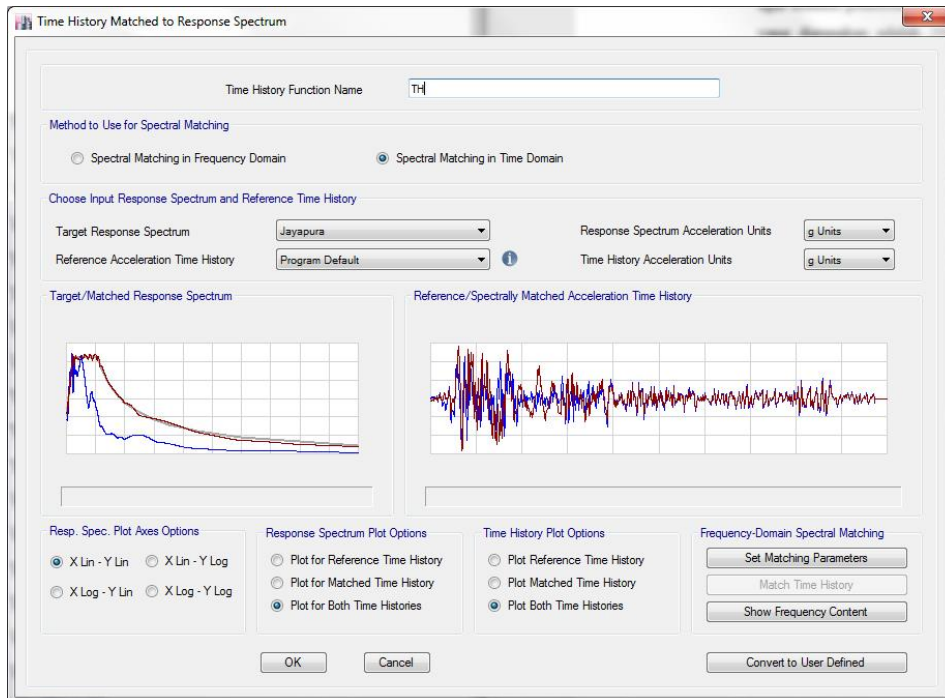 Time History Matched to Response Spectrum
Time History Function Name TH
Method to Use for Spectral Matching
Spectral Matching in Frequency Domain Spectral Matching in Time Domain
Choose Input Response Spectrum and Reference Time History
Target Response Spectrum Jayapura Response Spectrum Acceleration Units g Units
Reference Acceleration Time History Program Default Time History Acceleration Units g Units
Target/Matched Response Spectrum Reference/Spectrally Matched Acceleration Time History
Resp. Spec. Plot Axes Options Response Spectrum Plot Options Time History Plot Options Frequency-Domain Spectral Matching
X Lin - Y Lin X Lin - Y Log Plot for Reference Time History Plot Reference Time History Set Matching Parameters
X Log - Y Lin X Log - Y Log Plot for Matched Time History Plot Matched Time History Match Time History
Plot for Both Time Histories Plot Both Time Histories Show Frequency Content
OK Cancel Convert to User Defined